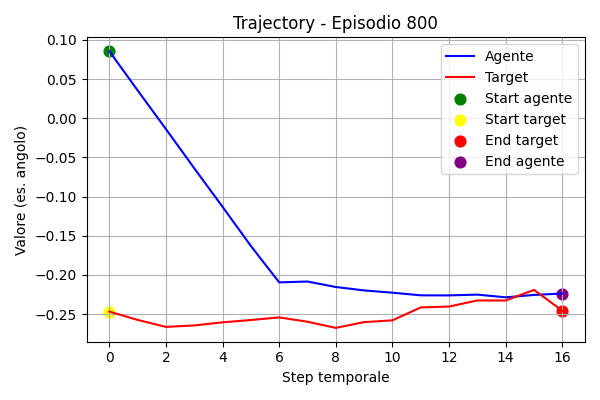 Trajectory - Episodio 800
Valore (es. angolo)
0.10
0.05
0.00
−0.05
−0.10
−0.15
−0.20
−0.25
Agente
Target
Start agente
Start target
End target
End agente
0 2 4 6 8 10 12 14 16
Step temporale